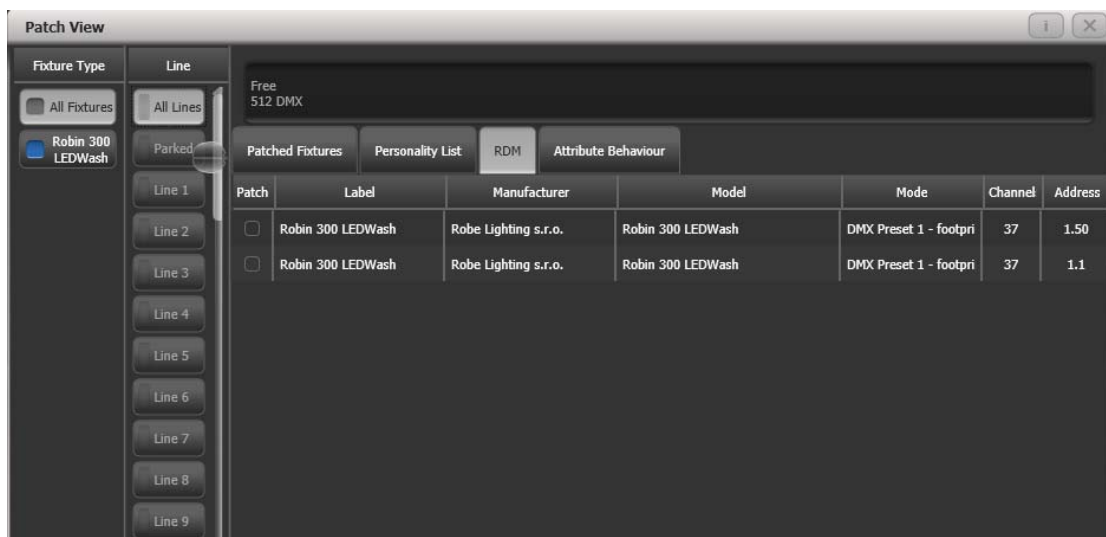 Patch View
i
Fixture Type
Line
All Fixtures
Robin 300
LEDWash
All Lines
Parked
Line 1
Line 2
Line 3
Line 4
Line 5
Line 6
Line 7
Line 8
Line 9
Free
512 DMX
Patched Fixtures Personality List RDM Attribute Behaviour
Patch Label Manufacturer Model Mode Channel Address
Robin 300 LEDWash Robe Lighting s.r.o. Robin 300 LEDWash DMX Preset 1 - footpri 37 1.50
Robin 300 LEDWash Robe Lighting s.r.o. Robin 300 LEDWash DMX Preset 1 - footpri 37 1.1